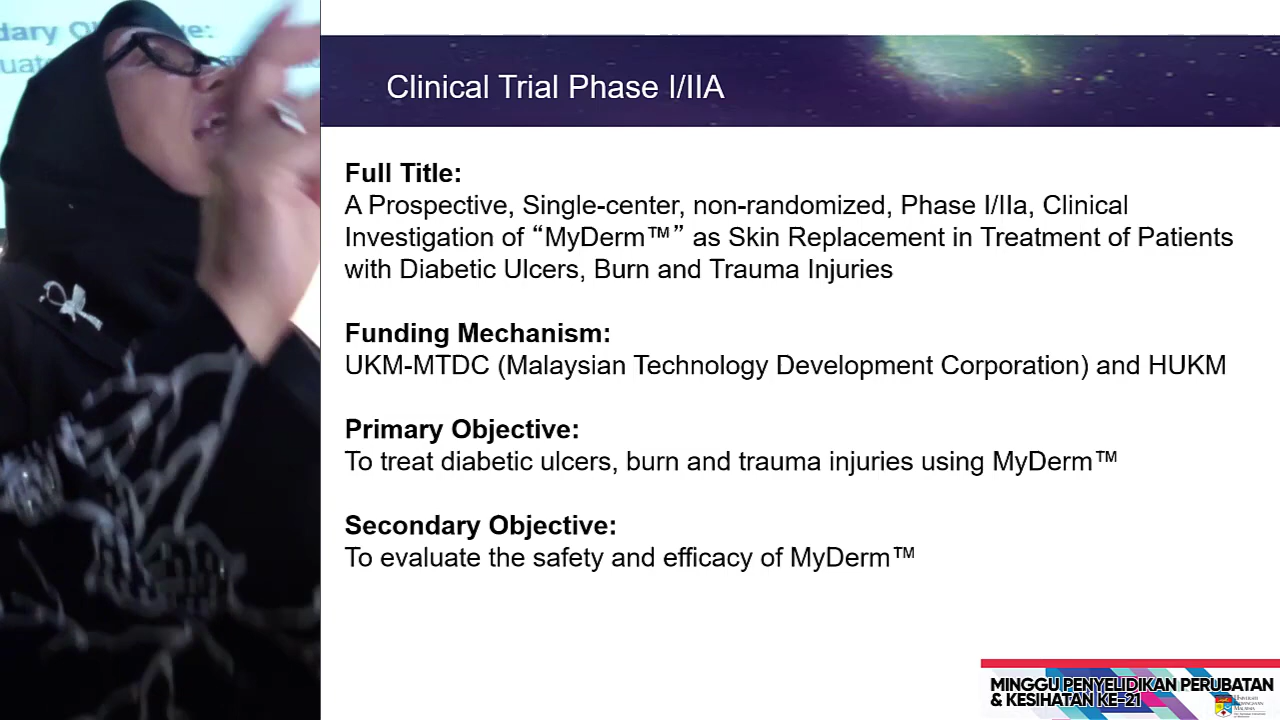 dary Ob
e:
Clinical Trial Phase I/IIA
Full Title:
A Prospective, Single-center, non-randomized, Phase I/IIa, Clinical
Investigation of “MyDerm™” as Skin Replacement in Treatment of Patients
with Diabetic Ulcers, Burn and Trauma Injuries
Funding Mechanism:
UKM-MTDC (Malaysian Technology Development Corporation) and HUKM
Primary Objective:
To treat diabetic ulcers, burn and trauma injuries using MyDerm™
Secondary Objective:
To evaluate the safety and efficacy of MyDerm™
MINGGU PENYELIDIKAN PERUBATAN
& KESIHATAN KE-21